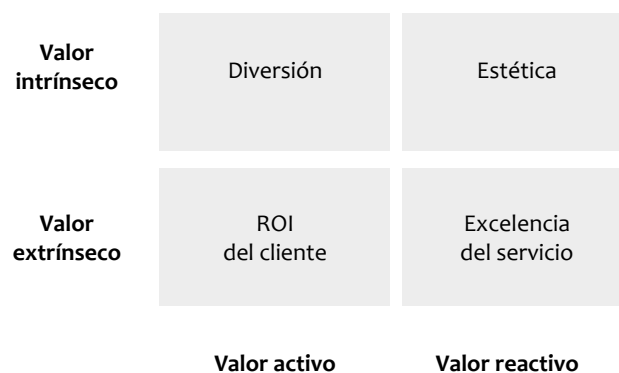 Valor
intrínseco
Diversión
Estética
Valor
extrínseco
ROI
del cliente
Excelencia
del servicio
Valor activo
Valor reactivo